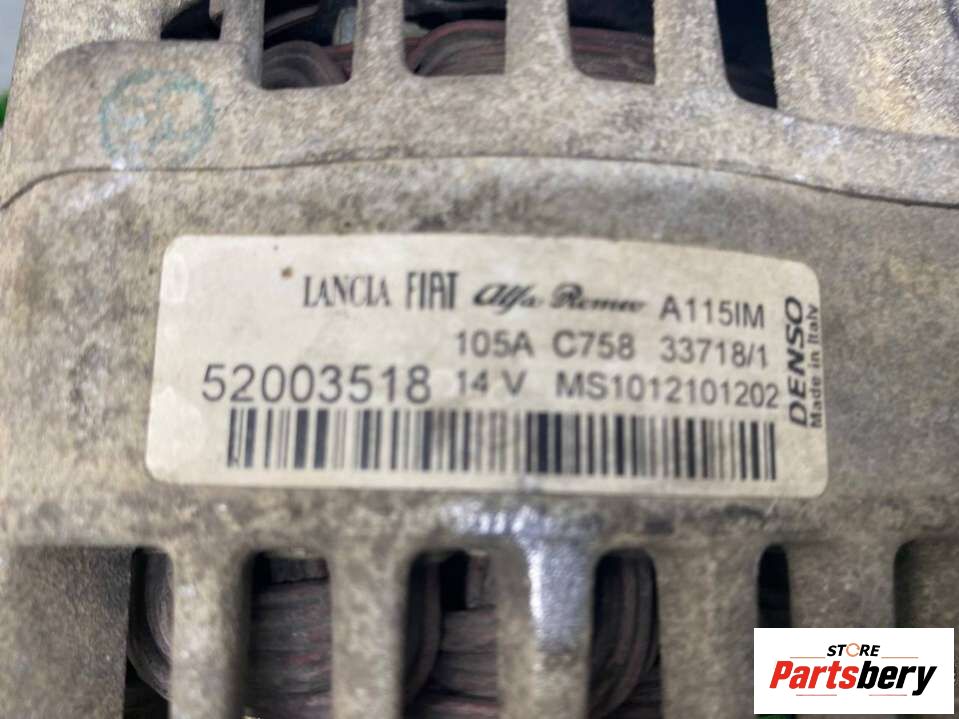 LANCIA FIAT Alfa Romeo A115IM
105A C758 33718/1
52003518 14 V MS1012101202
DENSO
Made in Italy
STORE
Partsbery